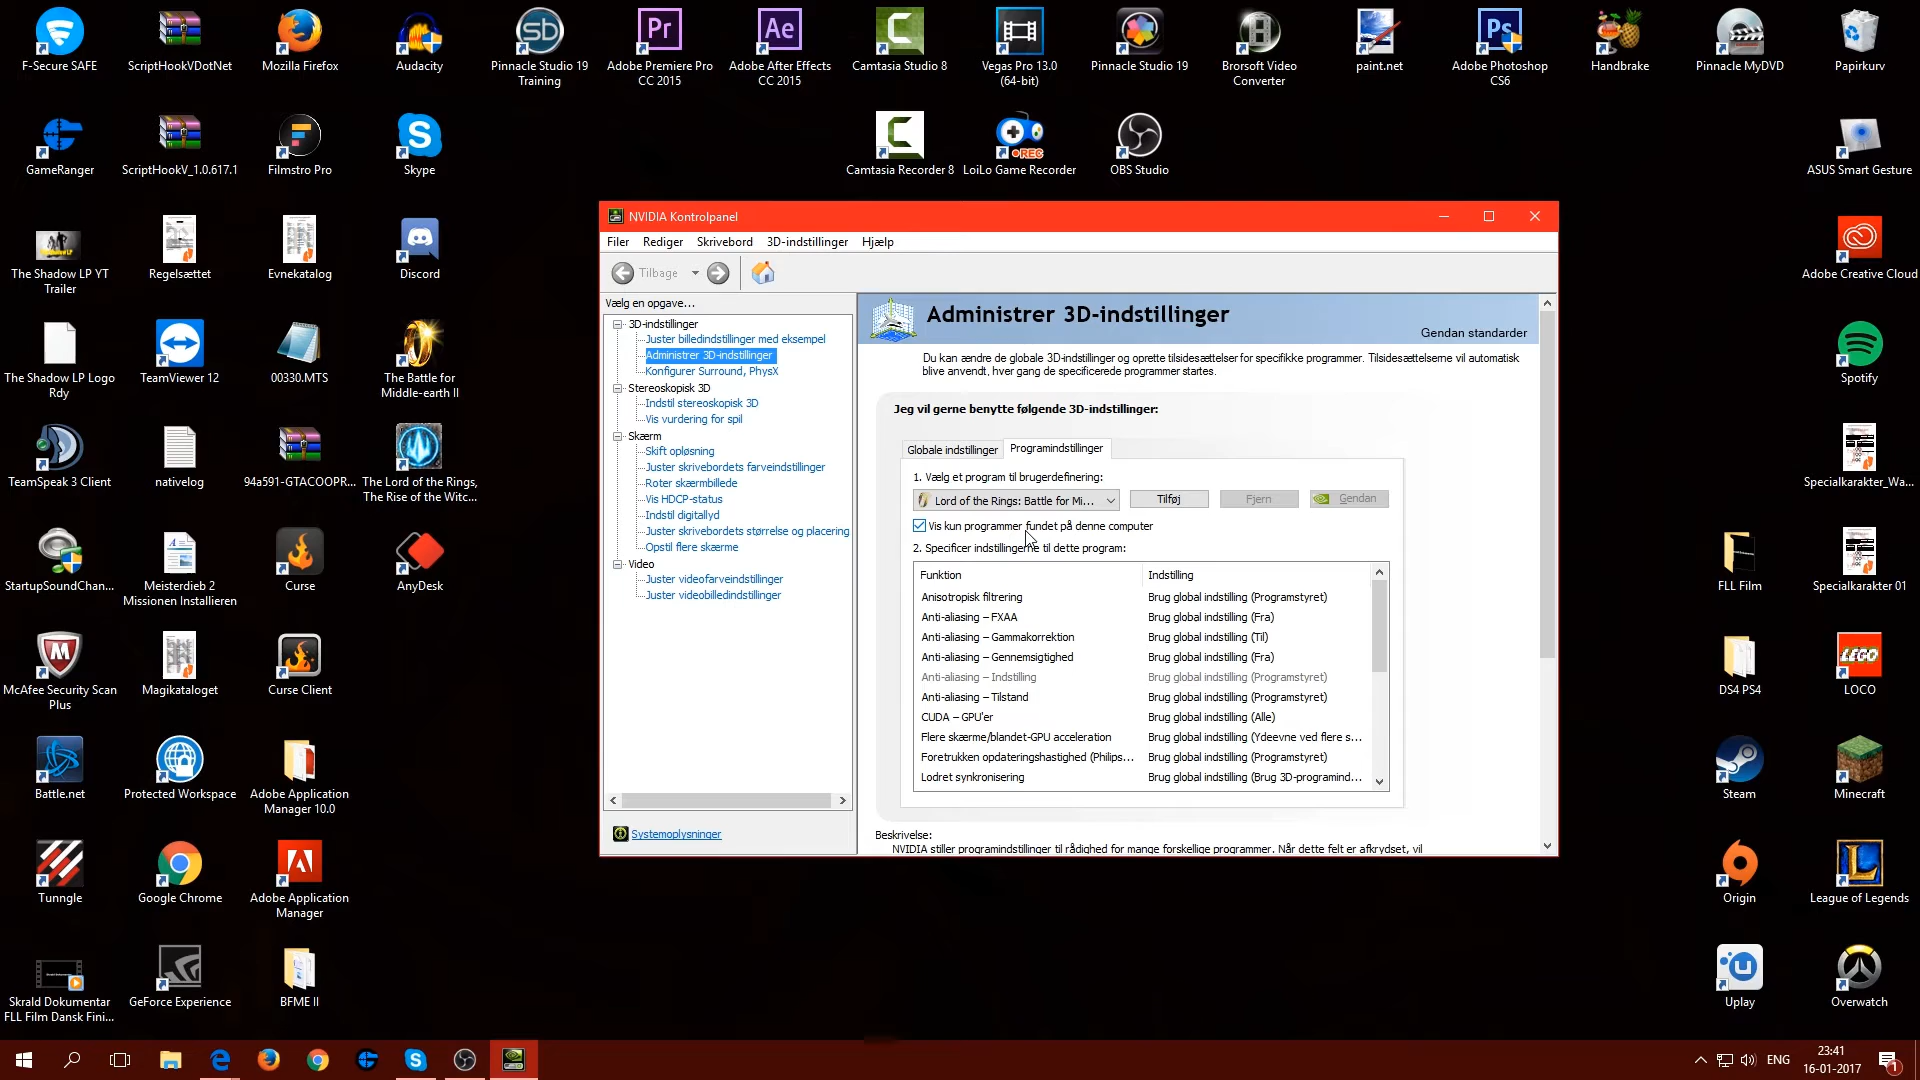 F-Secure SAFE
ScriptHookVDotNet
Mozilla Firefox
Audacity
Pinnacle Studio 19
Training
Adobe Premiere Pro
CC 2015
Adobe After Effects
CC 2015
Camtasia Studio 8
Vegas Pro 13.0
(64-bit)
Pinnacle Studio 19
Brorsoft Video
Converter
paint.net
Adobe Photoshop
CS6
Handbrake
Pinnacle MyDVD
Papirkurv
GameRanger
ScriptHookV_1.0.617.1
Filmstro Pro
Skype
Camtasia Recorder 8
LoiLo Game Recorder
OBS Studio
ASUS Smart Gesture
The Shadow LP YT
Trailer
Regelsættet
Evnekatalog
Discord
Adobe Creative Cloud
The Shadow LP Logo
Rdy
TeamViewer 12
00330.MTS
The Battle for
Middle-earth II
Spotify
TeamSpeak 3 Client
nativelog
94a591-GTACOOPR...
The Lord of the Rings,
The Rise of the Witc...
Specialkarakter_Wa...
StartupSoundChan...
Meisterdieb 2
Missionen Installieren
Curse
AnyDesk
FLL Film
Specialkarakter 01
McAfee Security Scan
Plus
Magikataloget
Curse Client
DS4 PS4
LOCO
Battle.net
Protected Workspace
Adobe Application
Manager 10.0
Steam
Minecraft
Tunngle
Google Chrome
Adobe Application
Manager
Origin
League of Legends
Skrald Dokumentar
FLL Film Dansk Fini...
GeForce Experience
BFME II
Uplay
Overwatch
NVIDIA Kontrolpanel
Filer Rediger Skrivebord 3D-indstillinger Hjælp
Tilbage
Vælg en opgave...
3D-indstillinger
Juster billedindstillinger med eksempel
Administrer 3D-indstillinger
Konfigurer Surround, PhysX
Stereoskopisk 3D
Indstil stereoskopisk 3D
Vis vurdering for spil
Skærm
Skift opløsning
Juster skrivebordets farveindstillinger
Roter skærmbillede
Vis HDCP-status
Indstil digitallyd
Juster skrivebordets størrelse og placering
Opstil flere skærme
Video
Juster videofarveindstillinger
Juster videobilledindstillinger
Systemoplysninger
Administrer 3D-indstillinger
Gendan standarder
Du kan ændre de globale 3D-indstillinger og oprette tilsidesættelser for specifikke programmer. Tilsidesættelserne vil automatisk
blive anvendt, hver gang de specificerede programmer startes.
Jeg vil gerne benytte følgende 3D-indstillinger:
Globale indstillinger Programindstillinger
1. Vælg et program til brugerdefinering:
Lord of the Rings: Battle for Mi... Tilføj Fjern Gendan
Vis kun programmer fundet på denne computer
2. Specificer indstillingerne til dette program:
Funktion Indstilling
Anisotropisk filtrering Brug global indstilling (Programstyret)
Anti-aliasing – FXAA Brug global indstilling (Fra)
Anti-aliasing – Gammakorrektion Brug global indstilling (Til)
Anti-aliasing – Gennemsigtighed Brug global indstilling (Fra)
Anti-aliasing – Indstilling Brug global indstilling (Programstyret)
Anti-aliasing – Tilstand Brug global indstilling (Programstyret)
CUDA – GPU'er Brug global indstilling (Alle)
Flere skærme/blandet-GPU acceleration Brug global indstilling (Ydeevne ved flere s...
Foretrukken opdateringshastighed (Philips... Brug global indstilling (Programstyret)
Lodret synkronisering Brug global indstilling (Brug 3D-programind...
Beskrivelse:
NVIDIA stiller programindstillinger til rådighed for mange forskellige programmer. Når dette felt er afkrydset, vil
ENG
23:41
16-01-2017
1